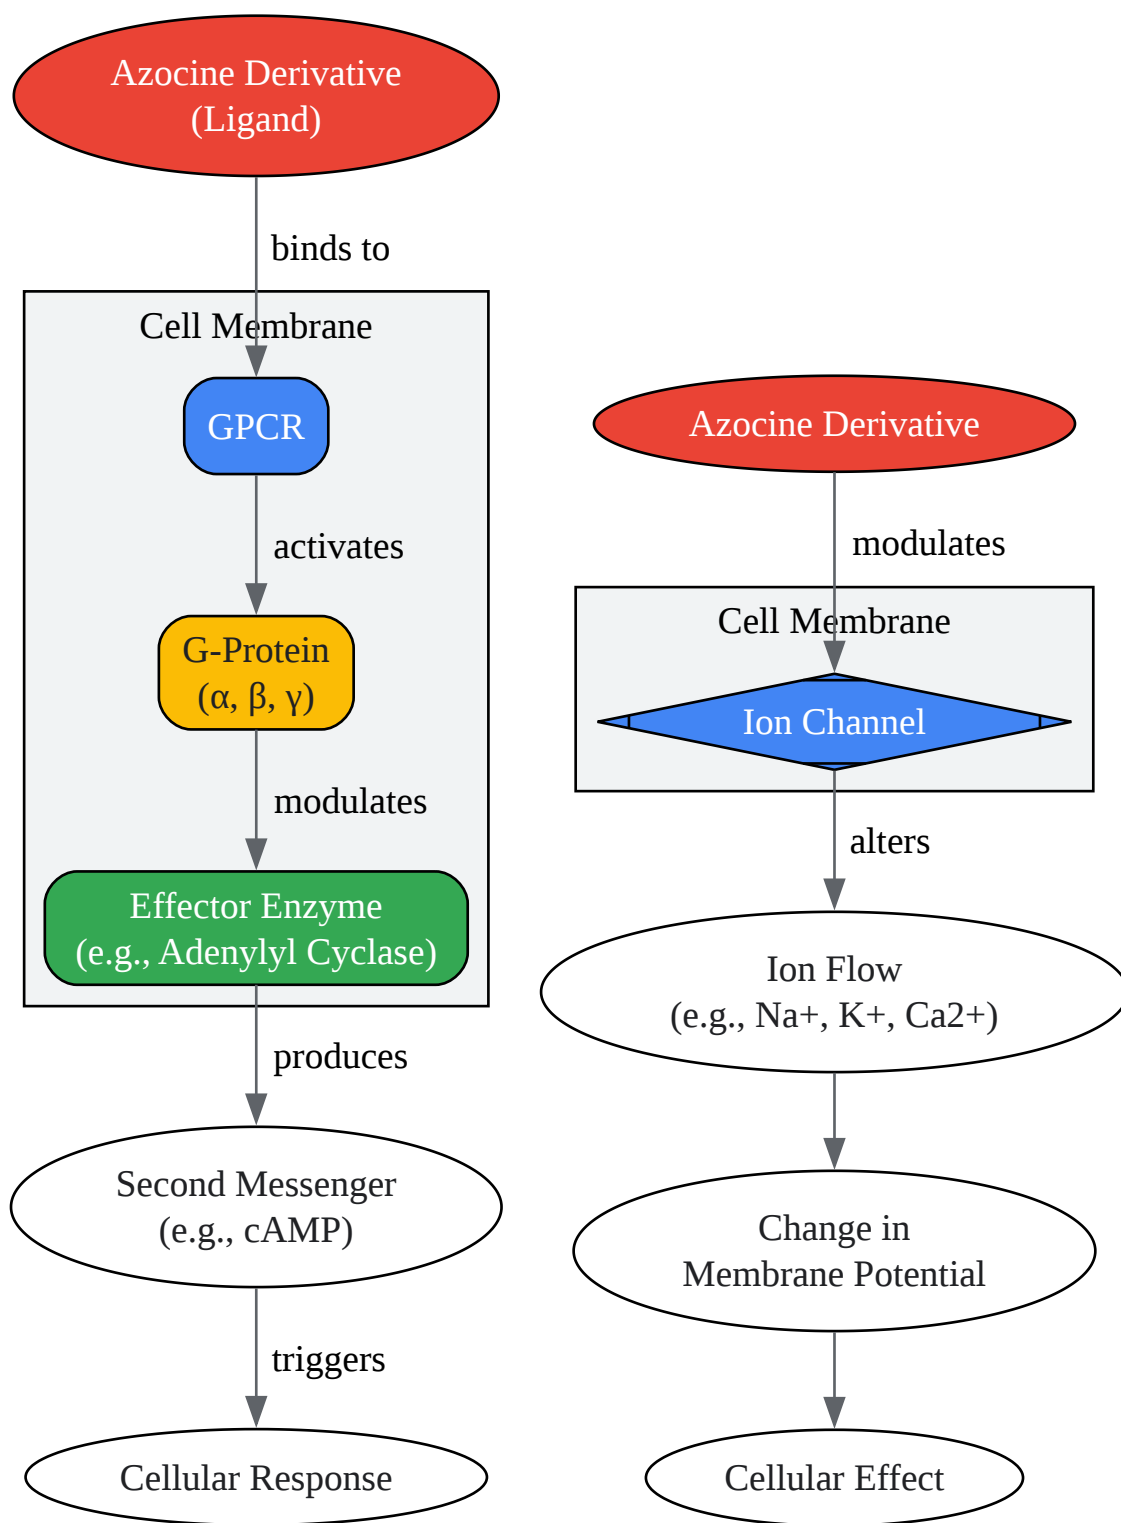 Azocine Derivative
(Ligand)
binds to
Cell Membrane
GPCR
activates
G-Protein
(α, β, γ)
modulates
Effector Enzyme
(e.g., Adenylyl Cyclase)
produces
Second Messenger
(e.g., cAMP)
triggers
Cellular Response
Azocine Derivative
modulates
Cell Membrane
Ion Channel
alters
Ion Flow
(e.g., Na+, K+, Ca2+)
Change in
Membrane Potential
Cellular Effect